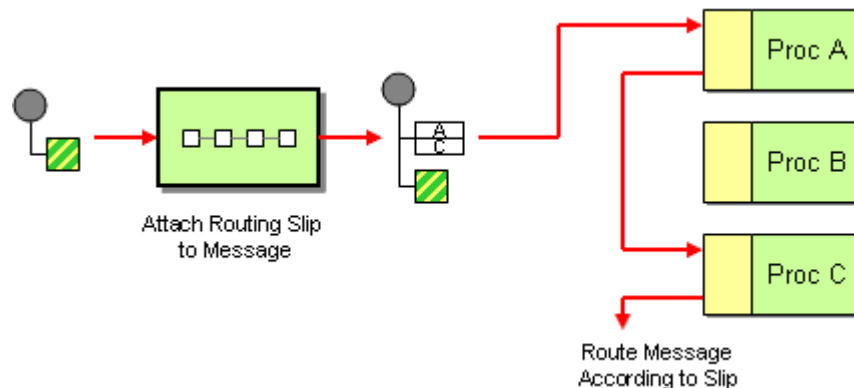 Proc A
A
C
Proc B
Attach Routing Slip
to Message
Proc C
Route Message
According to Slip